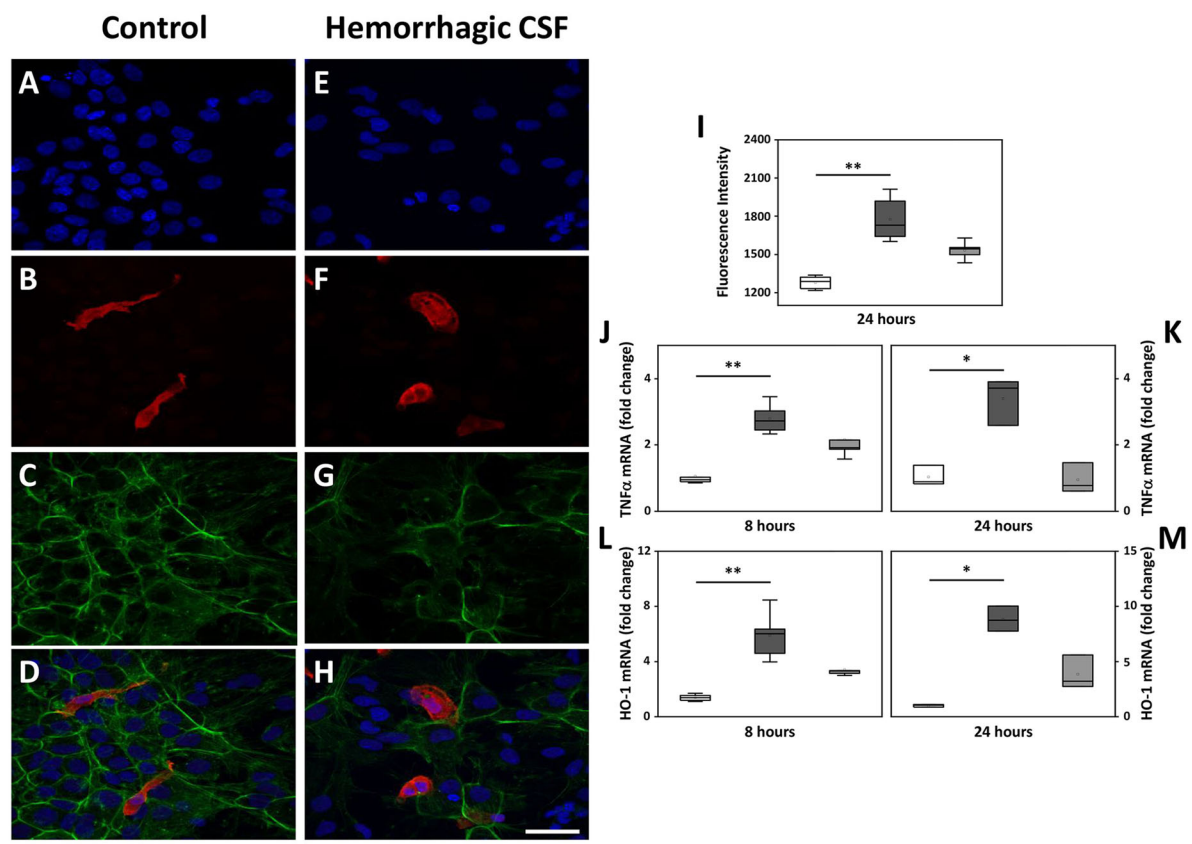 Control Hemorrhagic CSF
A E
B F
C G
D H
I
Fluorescence Intensity
2400
2100
1800
1500
1200
**
24 hours
J K
TNFα mRNA (fold change)
4
2
0
**
8 hours
*
24 hours
4
2
0
TNFα mRNA (fold change)
L M
HO-1 mRNA (fold change)
12
8
4
0
**
8 hours
*
24 hours
15
10
5
0
HO-1 mRNA (fold change)